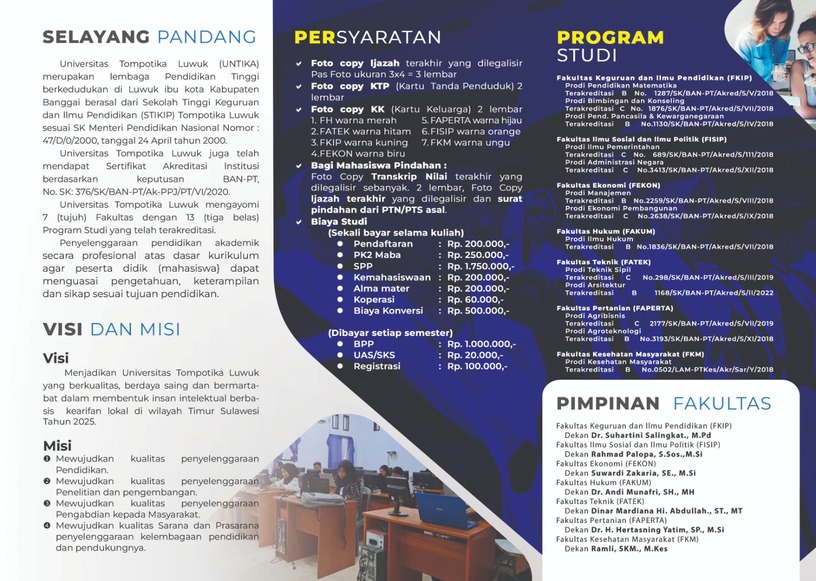 SELAYANG PANDANG
Universitas Tompotika Luwuk (UNTIKA)
merupakan lembaga Pendidikan Tinggi
berkedudukan di Luwuk ibu kota Kabupaten
Banggai berasal dari Sekolah Tinggi Keguruan
dan Ilmu Pendidikan (STIKIP) Tompotika Luwuk
sesuai SK Menteri Pendidikan Nasional Nomor :
47/D/0/2000, tanggal 24 April tahun 2000.
Universitas Tompotika Luwuk juga telah
mendapat Sertifikat Akreditasi Institusi
berdasarkan keputusan BAN-PT,
No. SK: 376/SK/BAN-PT/Ak-PPJ/PT/VI/2020.
Universitas Tompotika Luwuk mengayomi
7 (tujuh) Fakultas dengan 13 (tiga belas)
Program Studi yang telah terakreditasi.
Penyelenggaraan pendidikan akademik
secara profesional atas dasar kurikulum
agar peserta didik (mahasiswa} dapat
menguasai pengetahuan, keterampilan
dan sikap sesuai tujuan pendidikan.
VISI DAN MISI
Visi
Menjadikan Universitas Tompotika Luwuk
yang berkualitas, berdaya saing dan bermarta-
bat dalam membentuk insan intelektual berba-
sis kearifan lokal di wilayah Timur Sulawesi
Tahun 2025.
Misi
❶ Mewujudkan kualitas penyelenggaraan
Pendidikan.
❷ Mewujudkan kualitas penyelenggaraan
Penelitian dan pengembangan.
❸ Mewujudkan kualitas penyelenggaraan
Pengabdian kepada Masyarakat.
❹ Mewujudkan kualitas Sarana dan Prasarana
penyelenggaraan kelembagaan pendidikan
dan pendukungnya.
PERSYARATAN
✓ Foto copy Ijazah terakhir yang dilegalisir
Pas Foto ukuran 3x4 = 3 lembar
✓ Foto copy KTP (Kartu Tanda Penduduk) 2
lembar
✓ Foto copy KK (Kartu Keluarga) 2 lembar
1. FH warna merah 5.FAPERTA warna hijau
2.FATEK warna hitam 6.FISIP warna orange
3.FKIP warna kuning 7.FKM warna ungu
4.FEKON warna biru
✓ Bagi Mahasiswa Pindahan :
Foto Copy Transkrip Nilai terakhir yang
dilegalisir sebanyak. 2 lembar, Foto Copy
Ijazah terakhir yang dilegalisir dan surat
pindahan dari PTN/PTS asal.
✓ Biaya Studi
(Sekali bayar selama kuliah)
● Pendaftaran : Rp. 200.000,-
● PK2 Maba : Rp. 250.000,-
● SPP : Rp. 1.750.000,-
● Kemahasiswaan : Rp. 200.000,-
● Alma mater : Rp. 200.000,-
● Koperasi : Rp. 60.000,-
● Biaya Konversi : Rp. 500.000,-
(Dibayar setiap semester)
● BPP : Rp. 1.000.000,-
● UAS/SKS : Rp. 20.000,-
● Registrasi : Rp. 100.000,-
PROGRAM
STUDI
Fakultas Keguruan dan Ilmu Pendidikan (FKIP)
Prodi Pendidikan Matematika
Terakreditasi B No. 1287/SK/BAN-PT/Akred/S/V/2018
Prodi Bimbingan dan Konseling
Terakreditasi C No. 1876/SK/BAN-PT/Akred/S/VII/2018
Prod Pend. Pancasila & Kewarganegaraan
Terakreditasi B No.1130/SK/BAN-PT/Akred/S/IV/2018
Fakultas Ilmu Sosial dan Ilmu Politik (FISIP)
Prodi Ilmu Pemerintahan
Terakreditasi C No. 689/SK/BAN-PT/Akred/S/111/2018
Prodi Administrasi Negara
Terakreditasi C No.3413/SK/BAN-PT/Akred/S/XII/2018
Fakultas Ekonomi (FEKON)
Prodi Manajemen
Terakreditasi B No.2259/SK/BAN-PT/Akred/S/VIII/2018
Prodi Ekonomi Pembangunan
Terakreditasi C No.2638/SK/BAN-PT/Akred/S/IX/2018
Fakultas Hukum (FAKUM)
Prodi Ilmu Hukum
Terakreditasi B No.1836/SK/BAN-PT/Akred/S/VII/2018
Fakultas Teknik (FATEK)
Prodi Teknik Sipil
Terakreditasi C No.298/SK/BAN-PT/Akred/S/III/2019
Prodi Arsitektur
Terakreditasi B 1168/SK/BAN-PT/Akred/S/II/2022
Fakultas Pertanian (FAPERTA)
Prodi Agribisnis
Terakreditasi C 2177/SK/BAN-PT/Akred/S/VII/2019
Prodi Agroteknologi
Terakreditasi B No.3193/SK/BAN-PT/Akred/S/XI/2018
Fakultas Kesehatan Masyarakat (FKM)
Prodi Kesehatan Masyarakat
Terakreditasi B No.0502/LAM-PTKes/Akr/Sar/Y/2018
PIMPINAN FAKULTAS
Fakultas Keguruan dan Ilmu Pendidikan (FKIP)
Dekan Dr. Suhartini Salingkat., M.Pd
Fakultas Ilmu Sosial dan Ilmu Politik (FISIP)
Dekan Rahmad Palopa, S.Sos.,M.Si
Fakultas Ekonomi (FEKON)
Dekan Suwardi Zakaria, SE., M.Si
Fakultas Hukum (FAKUM)
Dekan Dr. Andi Munafri, SH., MH
Fakultas Teknik (FATEK)
Dekan Dinar Mardiana Hi. Abdullah., ST., MT
Fakultas Pertanian (FAPERTA)
Dekan Dr. H. Hertasning Yatim, SP., M.Si
Fakultas Kesehatan Masyarakat (FKM)
Dekan Ramli, SKM., M.Kes